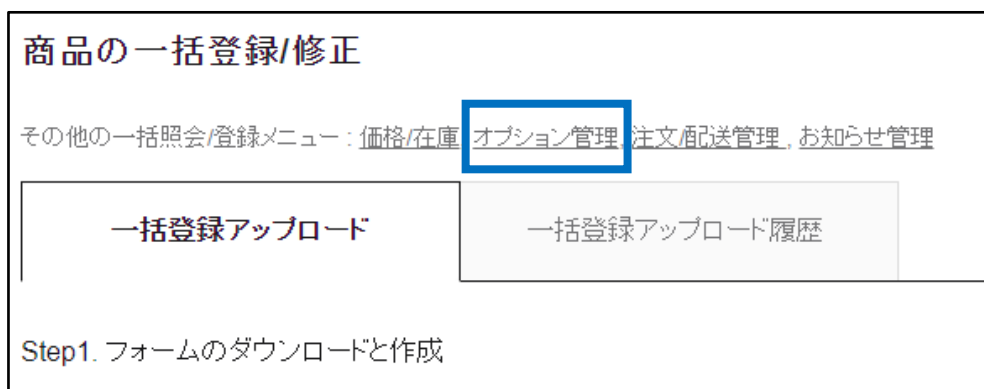 商品の一括登録/修正
その他の一括照会/登録メニュー : 価格/在庫 オプション管理, 注文/配送管理 , お知らせ管理
一括登録アップロード
一括登録アップロード履歴
Step1. フォームのダウンロードと作成